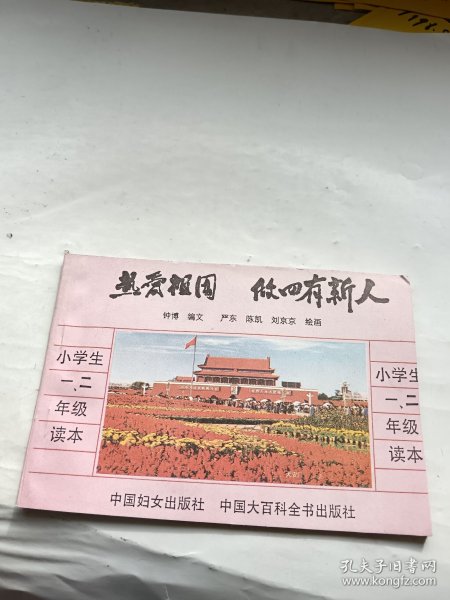 热爱祖国 做四有新人
钟博 编文 严东 陈凯 刘京京 绘画
小学生
一、二
年级
读本
小学生
一、二
年级
读本
中国妇女出版社 中国大百科全书出版社
孔夫子旧书网
www.kongfz.com